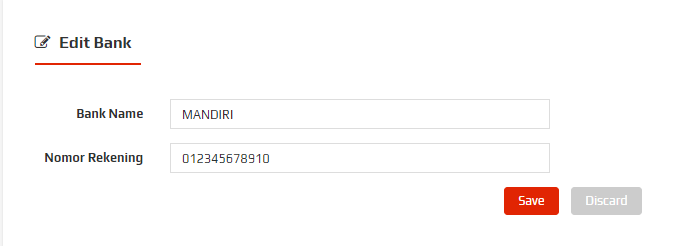 Edit Bank
Bank Name MANDIRI
Nomor Rekening 012345678910
Save Discard